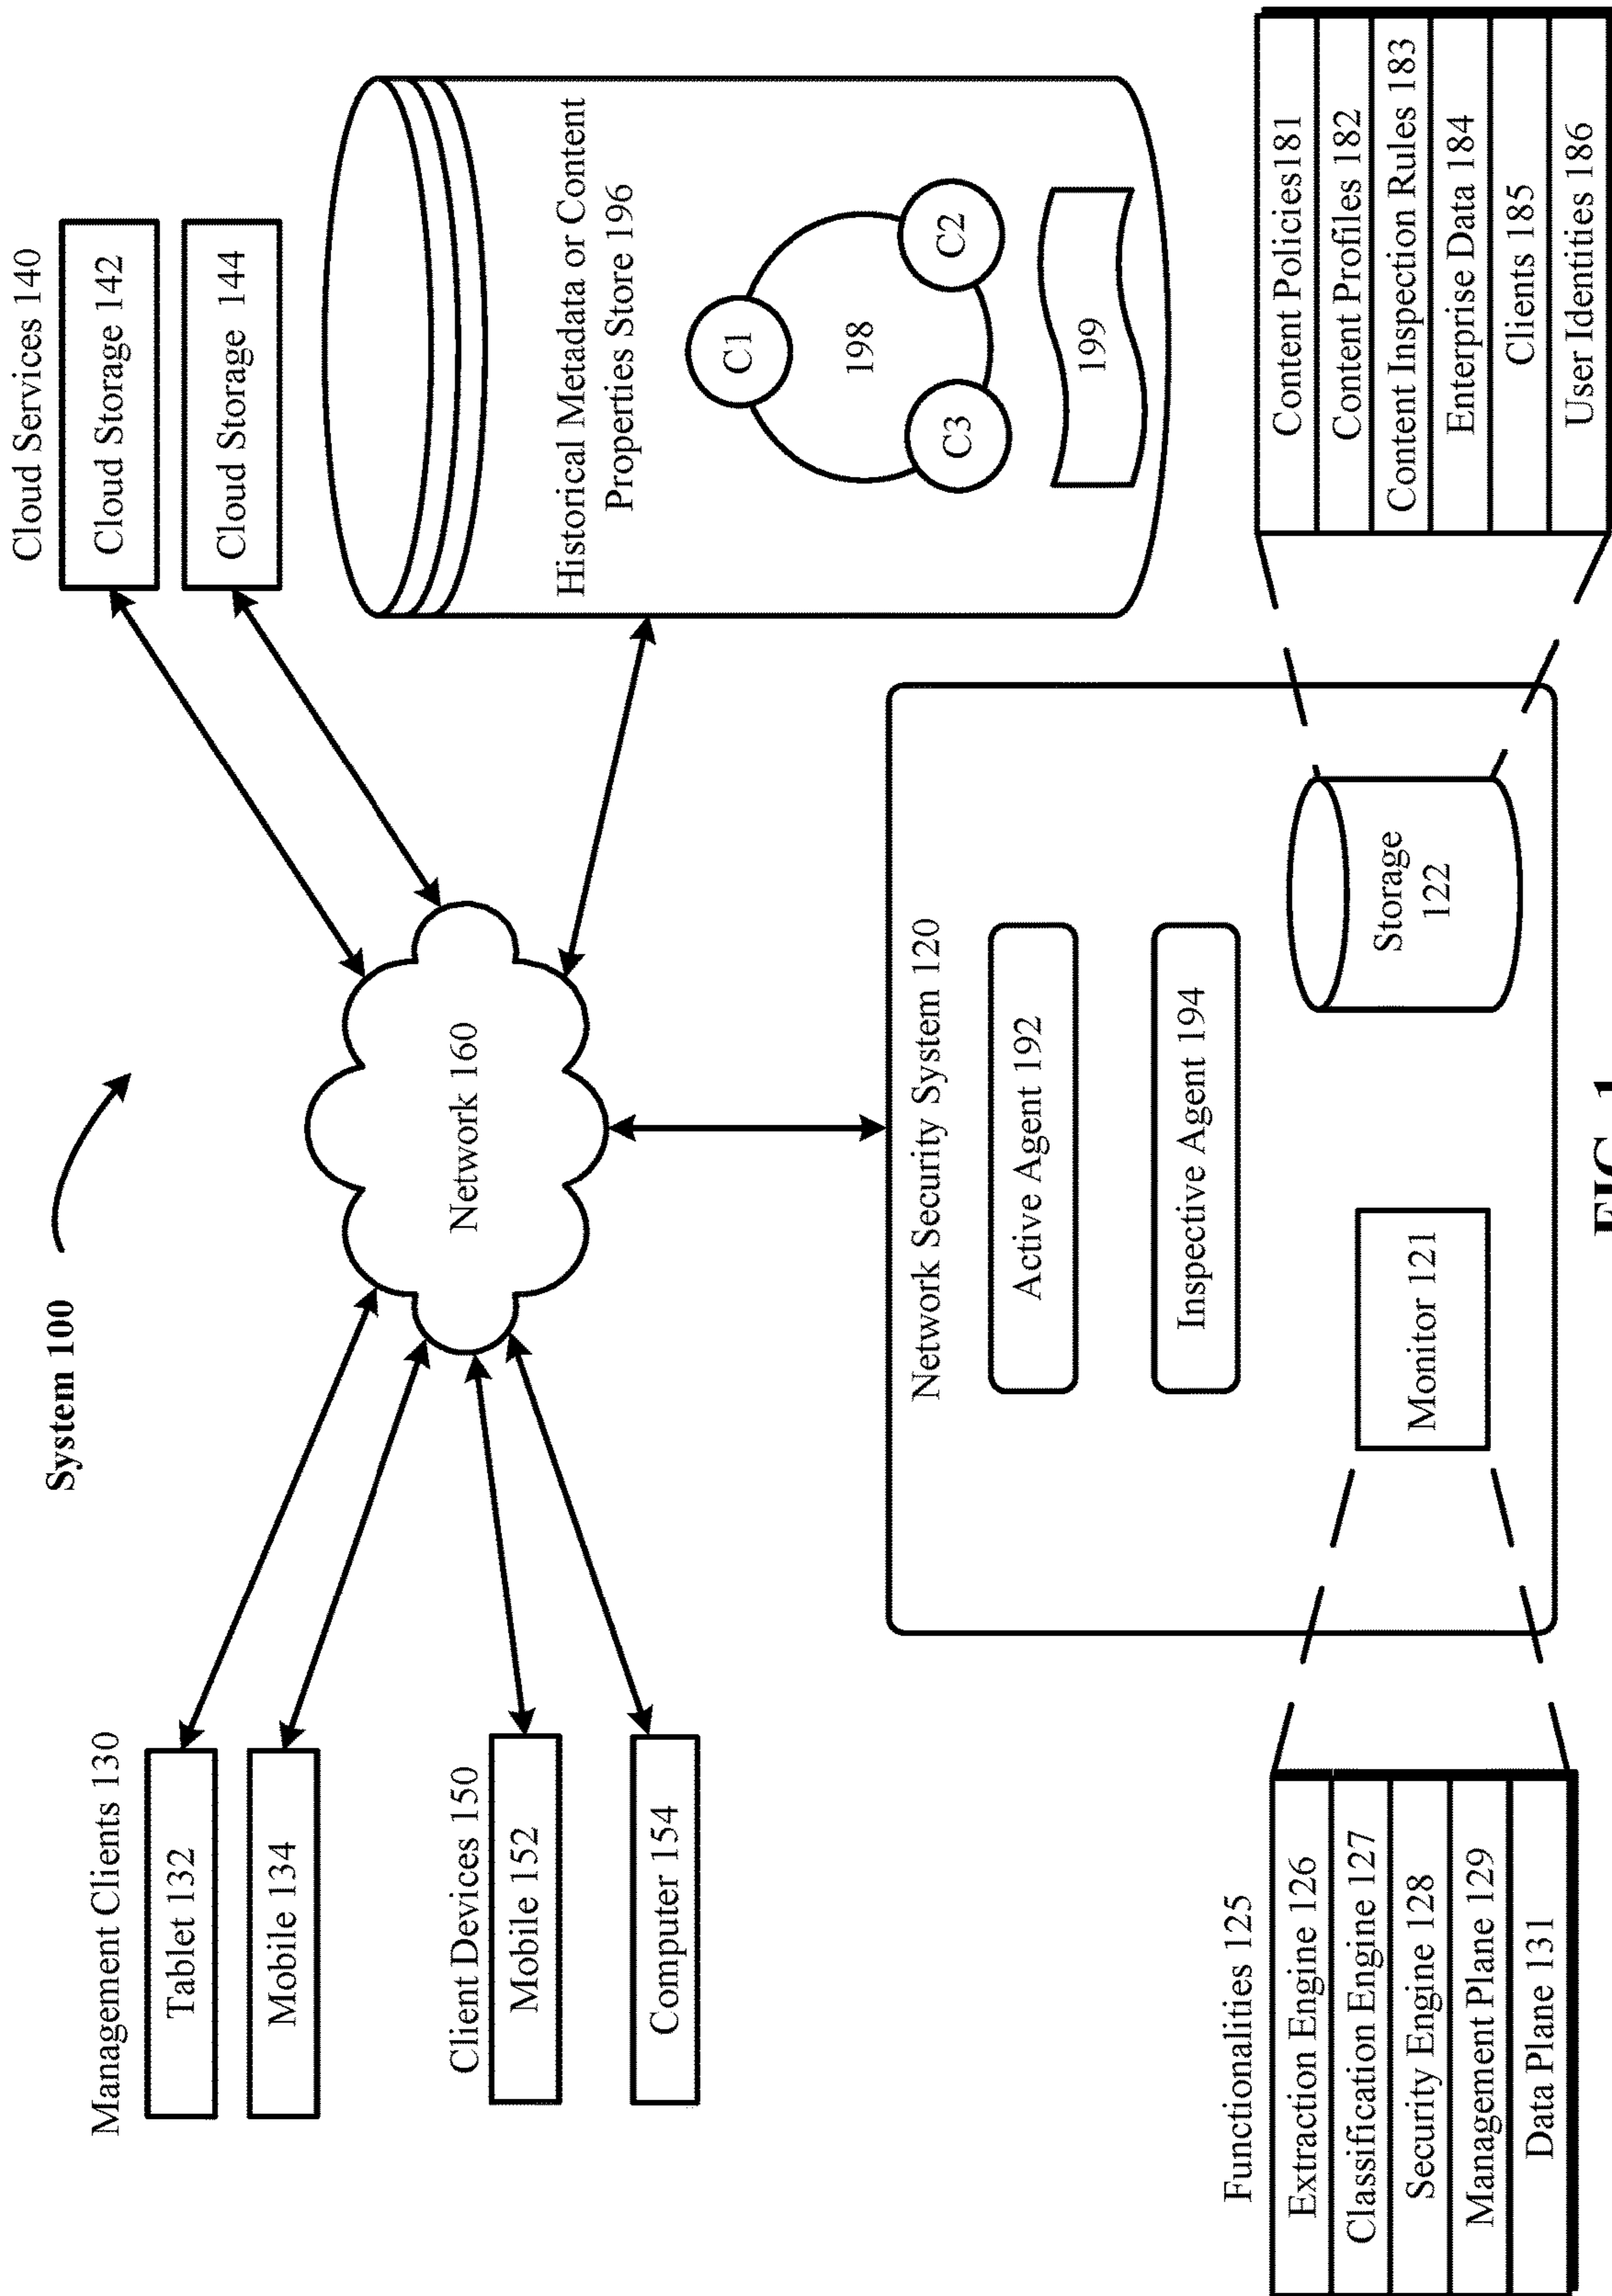 System 100
Management Clients 130
Tablet 132
Mobile 134
Client Devices 150
Mobile 152
Computer 154
Network 160
Cloud Services 140
Cloud Storage 142
Cloud Storage 144
Historical Metadata or Content
Properties Store 196
C1
198
C3
C2
199
Network Security System 120
Active Agent 192
Inspective Agent 194
Monitor 121
Storage
122
Functionalities 125
Extraction Engine 126
Classification Engine 127
Security Engine 128
Management Plane 129
Data Plane 131
Content Policies181
Content Profiles 182
Content Inspection Rules 183
Enterprise Data 184
Clients 185
User Identities 186